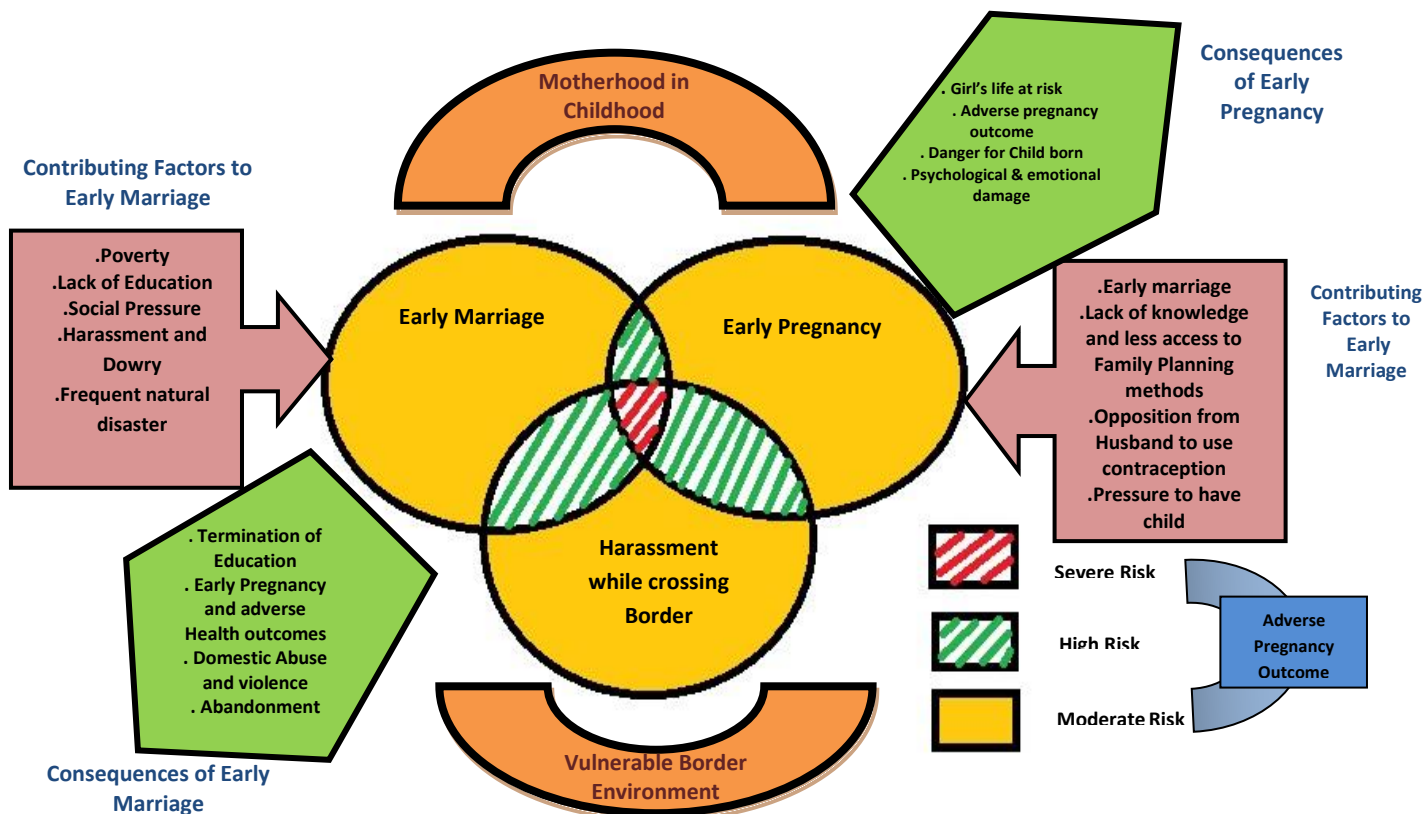 Motherhood in
Childhood
Consequences
of Early
Pregnancy
. Girl's life at risk
. Adverse pregnancy
outcome
. Danger for Child born
. Psychological & emotional
damage
Contributing Factors to
Early Marriage
.Poverty
.Lack of Education
.Social Pressure
.Harassment and
Dowry
.Frequent natural
disaster
Early Marriage
Early Pregnancy
.Early marriage
.Lack of knowledge
and less access to
Family Planning
methods
.Opposition from
Husband to use
contraception
.Pressure to have
child
Contributing
Factors to
Early
Marriage
. Termination of
Education
. Early Pregnancy
and adverse
Health outcomes
. Domestic Abuse
and violence
. Abandonment
Consequences of Early
Marriage
Harassment
while crossing
Border
Severe Risk
High Risk
Moderate Risk
Adverse
Pregnancy
Outcome
Vulnerable Border
Environment